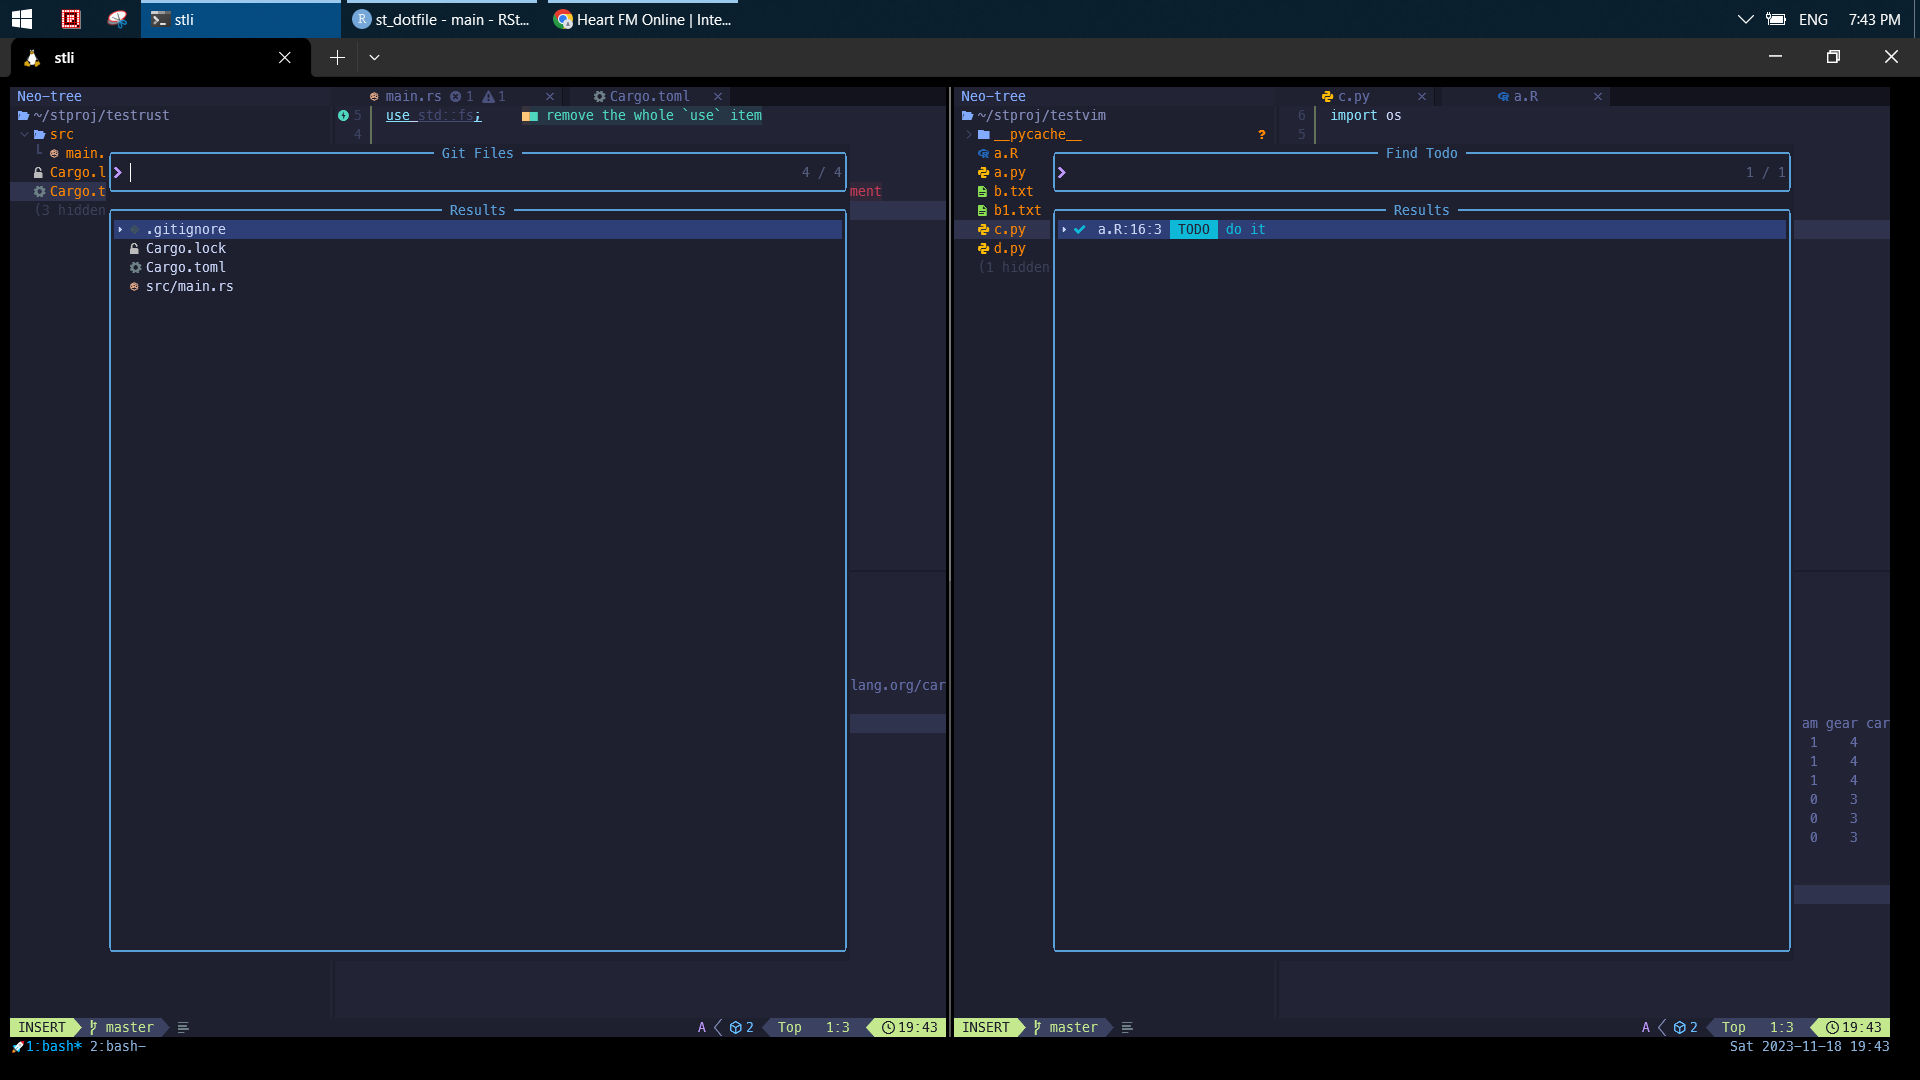 stli
st_dotfile - main - RSt...
Heart FM Online | Inte...
ENG
7:43 PM
stli
Neo-tree
main.rs 1 1
Cargo.toml
~/stproj/testrust
5 use std::fs; remove the whole `use` item
src
4
main.
Cargo.l
Cargo.t
(3 hidden
Git Files
4 / 4
ment
Results
.gitignore
Cargo.lock
Cargo.toml
src/main.rs
lang.org/car
INSERT master
A 2 Top 1:3 19:43
Neo-tree
c.py
a.R
~/stproj/testvim
6 import os
__pycache__ ?
5
a.R
a.py
b.txt
b1.txt
c.py
d.py
(1 hidden
Find Todo
1 / 1
Results
a.R:16:3 TODO do it
am gear car
1 4
1 4
1 4
0 3
0 3
0 3
INSERT master
A 2 Top 1:3 19:43
1:bash* 2:bash-
Sat 2023-11-18 19:43